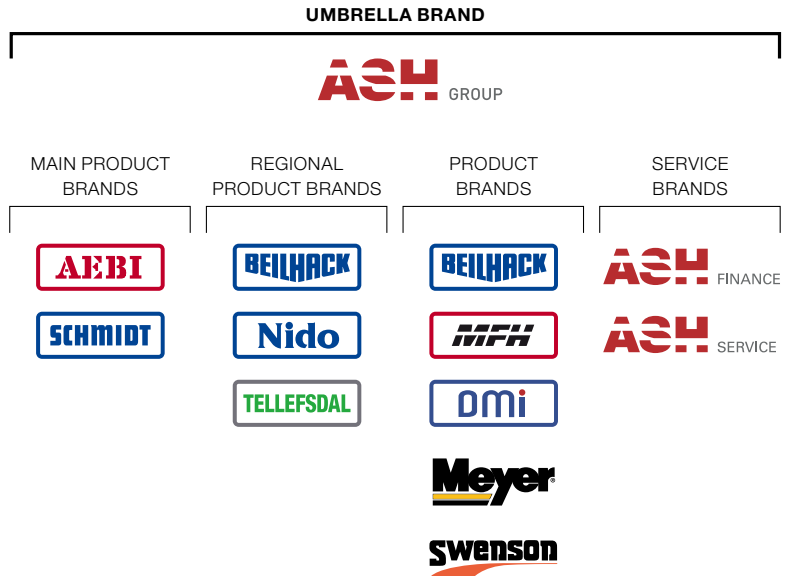 UMBRELLA BRAND
ASH GROUP
MAIN PRODUCT
BRANDS
AEBI
SCHMIDT
REGIONAL
PRODUCT BRANDS
BEILHACK
Nido
TELLEFSDAL
PRODUCT
BRANDS
BEILHACK
MFH
DMi
Meyer®
SWENSON
SERVICE
BRANDS
ASH FINANCE
ASH SERVICE